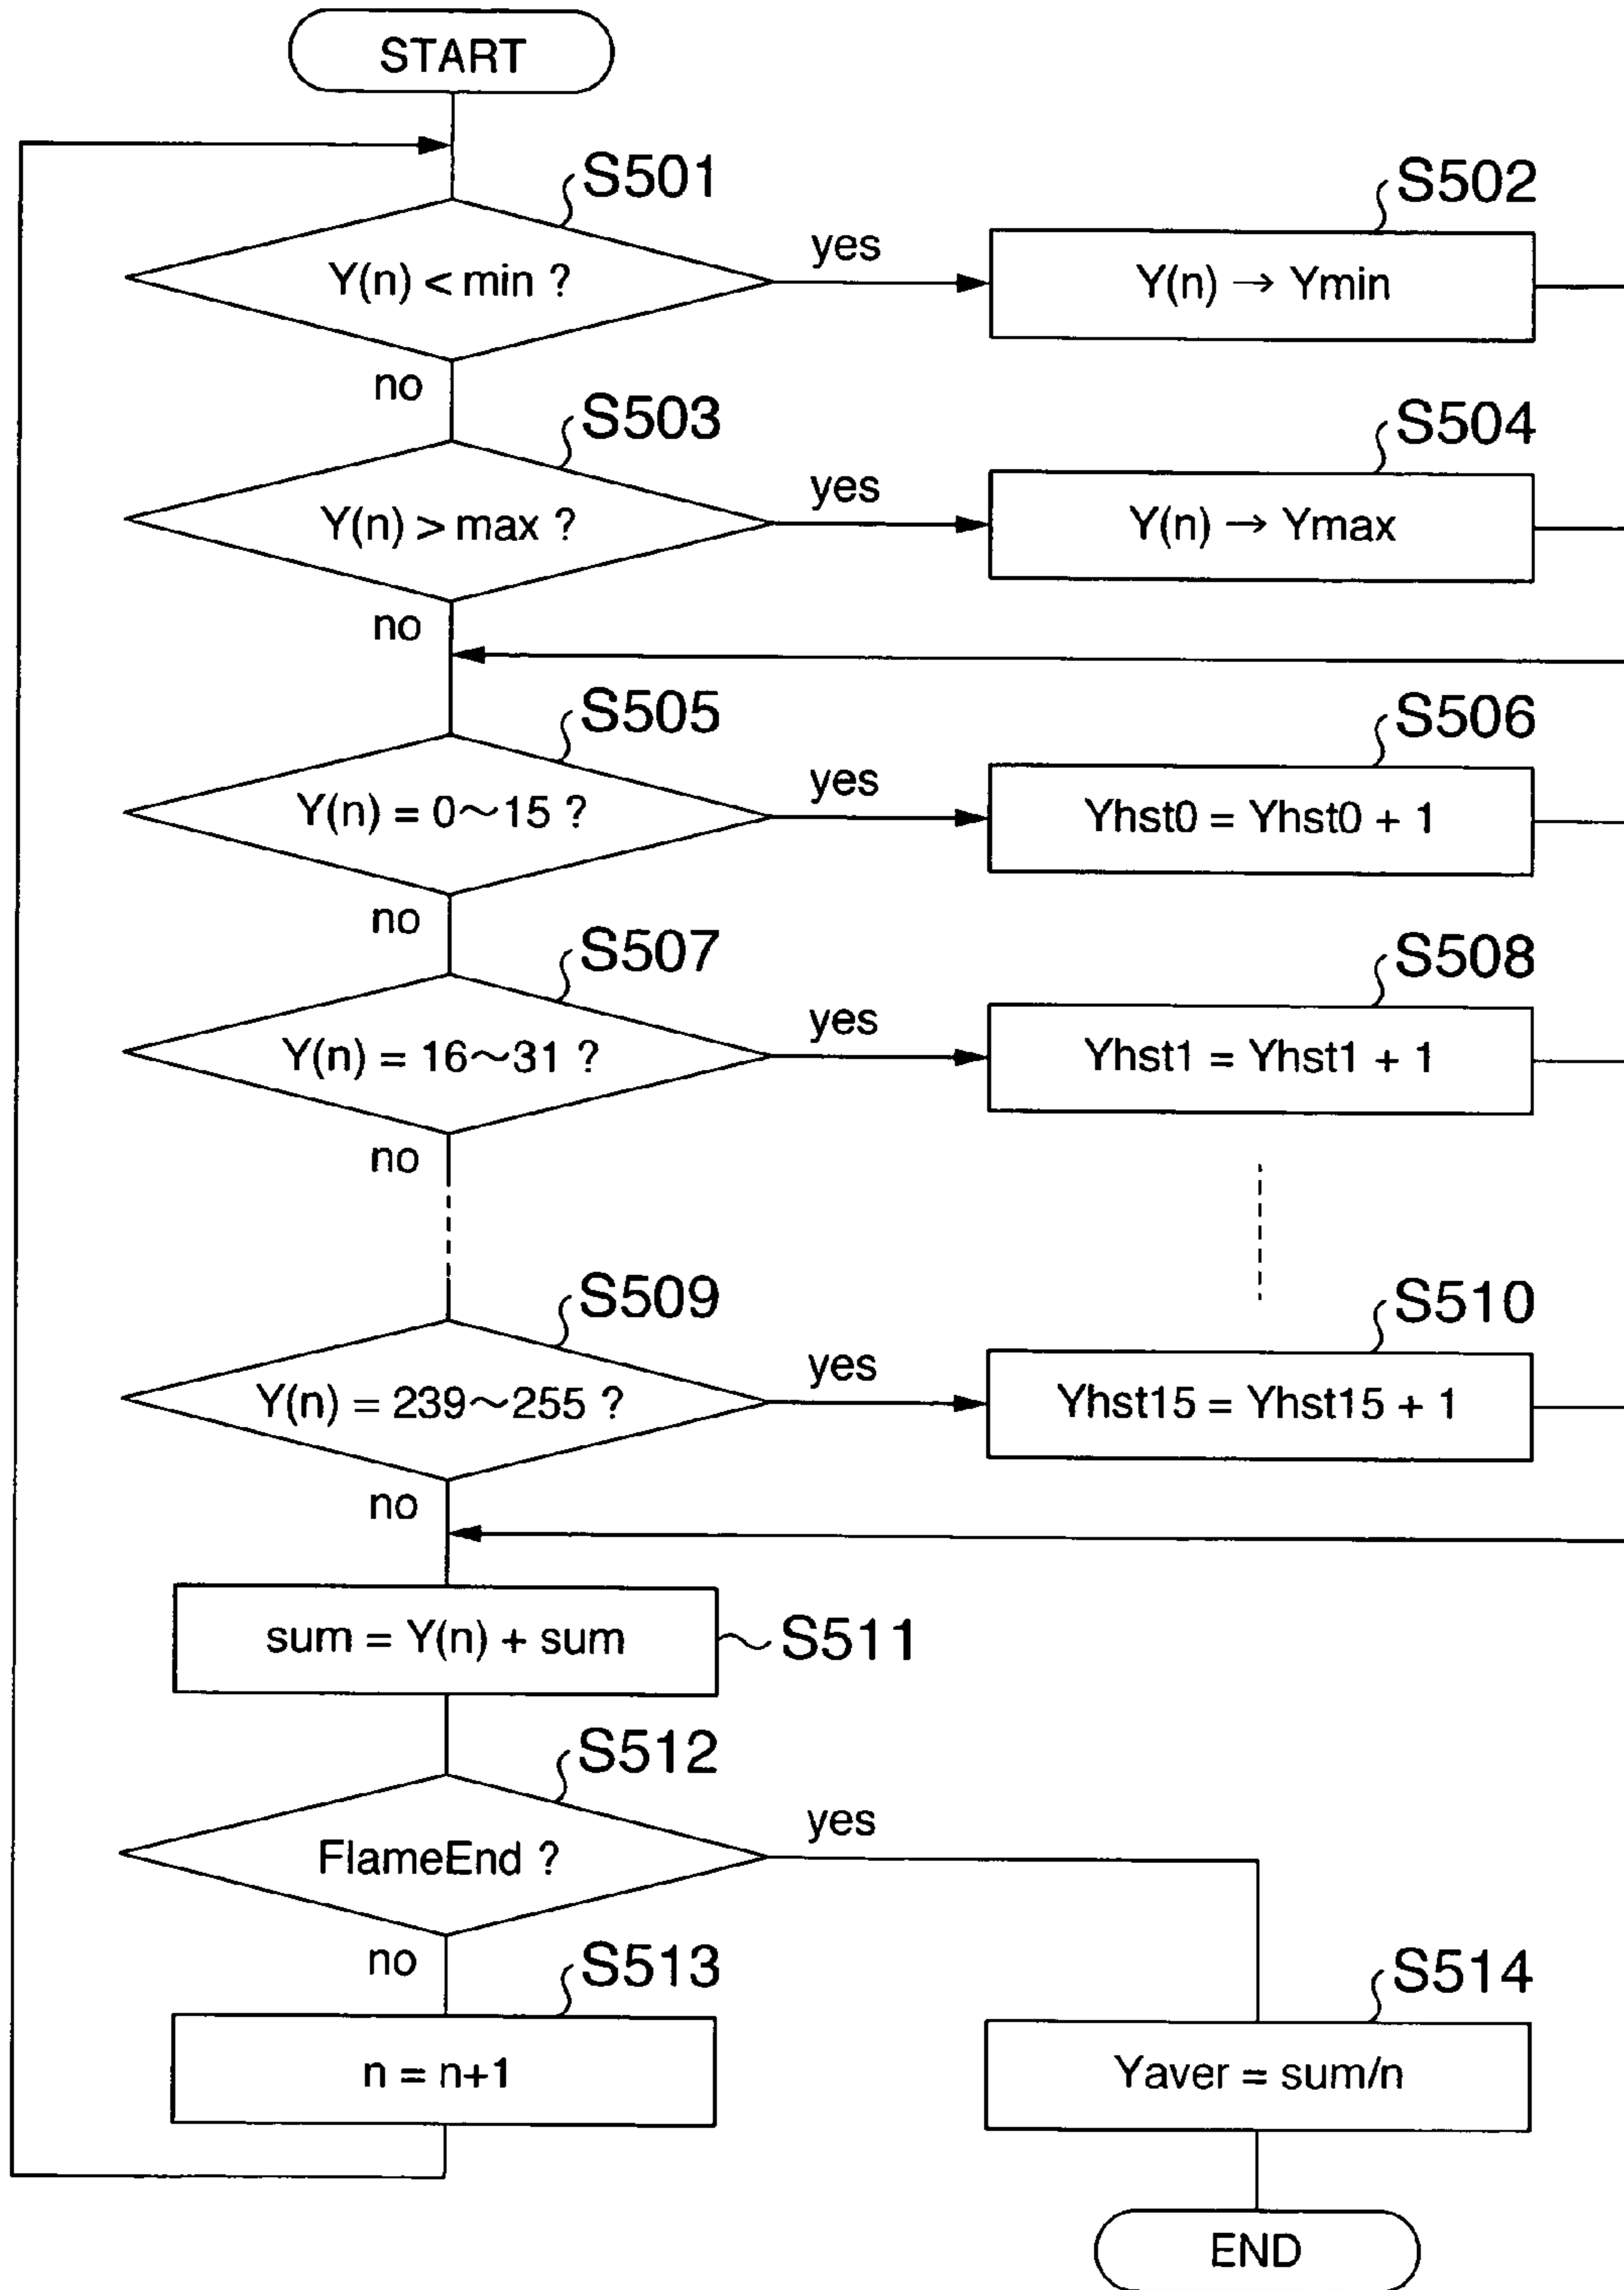 START
S501
Y(n) < min ?
yes
S502
Y(n) → Ymin
no
S503
Y(n) > max ?
yes
S504
Y(n) → Ymax
no
S505
Y(n) = 0～15 ?
yes
S506
Yhst0 = Yhst0 + 1
no
S507
Y(n) = 16～31 ?
yes
S508
Yhst1 = Yhst1 + 1
no
S509
Y(n) = 239～255 ?
yes
S510
Yhst15 = Yhst15 + 1
no
sum = Y(n) + sum
S511
S512
FlameEnd ?
yes
no
S513
n = n+1
S514
Yaver = sum/n
END